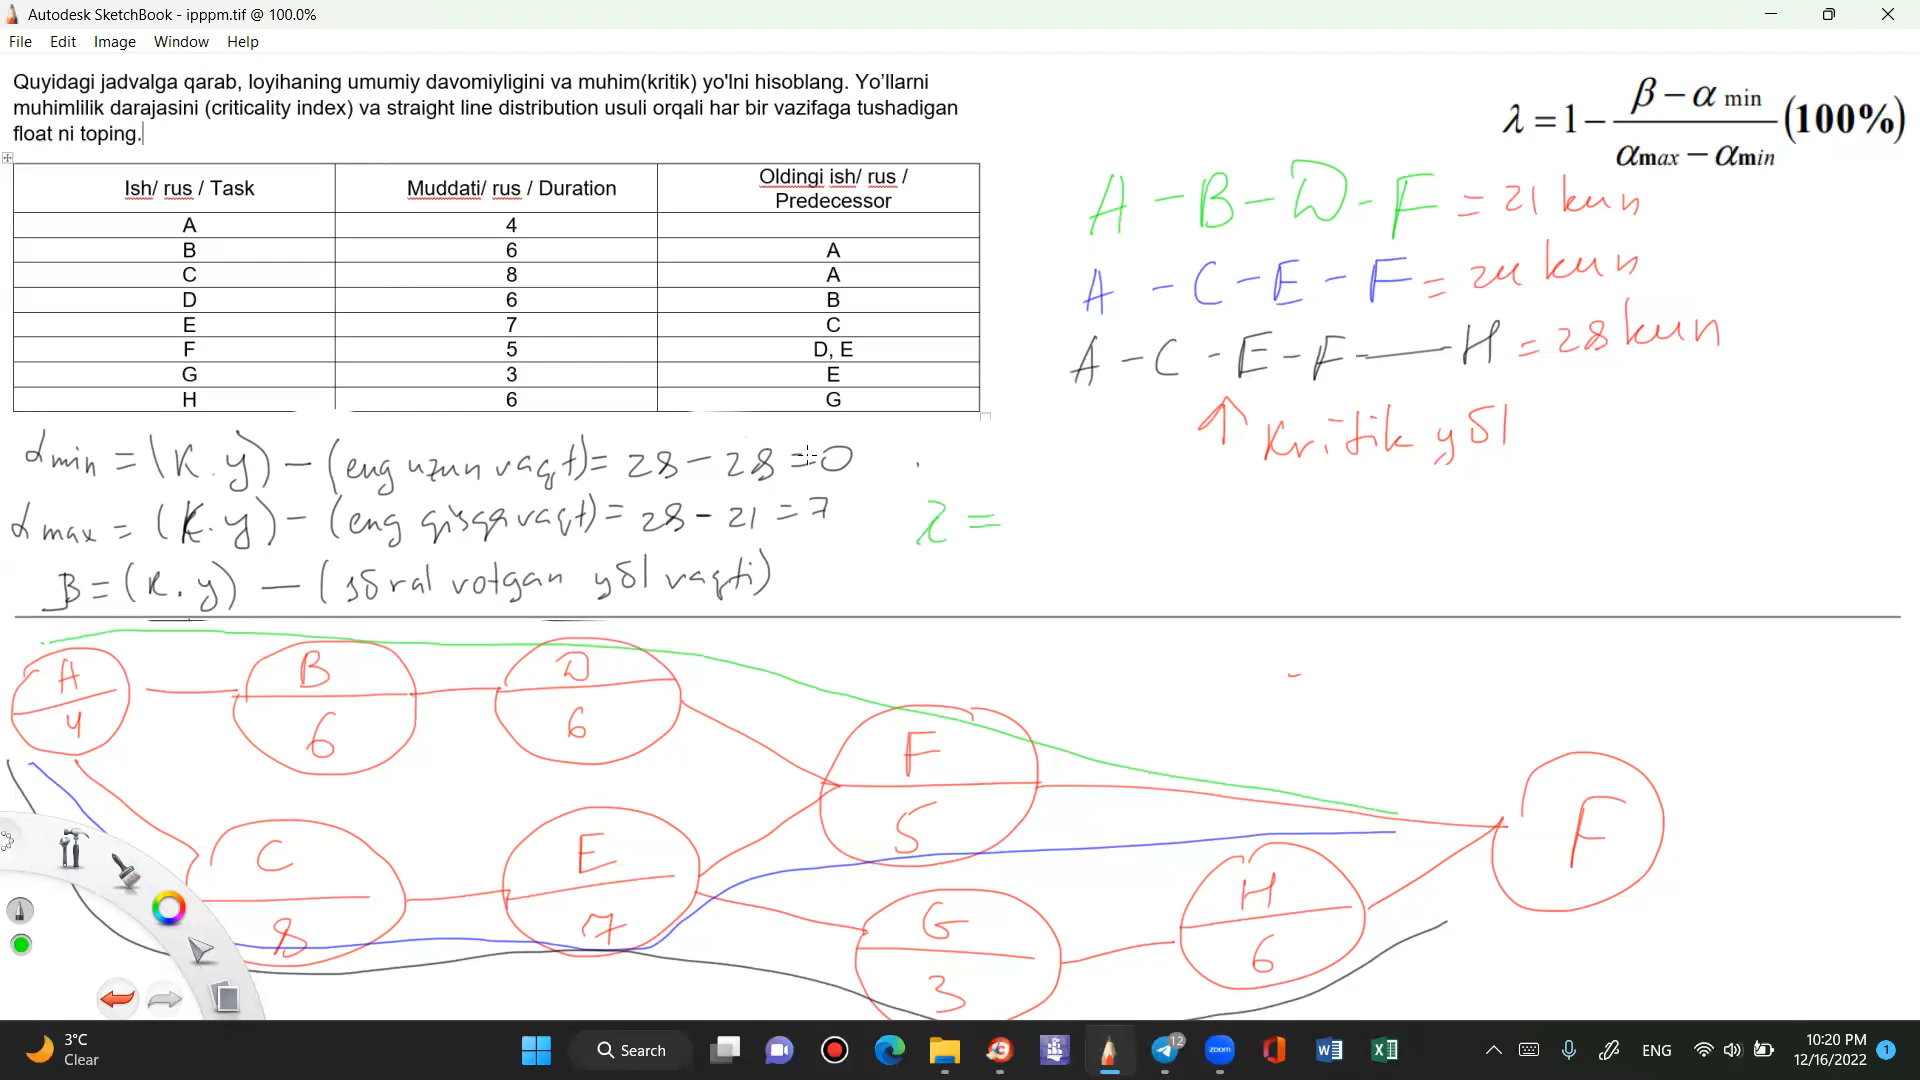 Autodesk SketchBook - ipppm.tif @ 100.0%
File Edit Image Window Help
Quyidagi jadvalga qarab, loyihaning umumiy davomiyligini va muhim(kritik) yo'lni hisoblang. Yo'llarni
muhimlilik darajasini (criticality index) va straight line distribution usuli orqali har bir vazifaga tushadigan
float ni toping.
λ = 1 - (β - α min) / (αmax - αmin) (100%)
Ish/ rus / Task Muddati/ rus / Duration Oldingi ish/ rus / Predecessor
A 4
B 6 A
C 8 A
D 6 B
E 7 C
F 5 D, E
G 3 E
H 6 G
A - B - D - F = 21 kun
A - C - E - F = 24 kun
A - C - E - F — H = 28 kun
↑ Kritik yo'l
αmin = (K.y) - (eng uzun vaqt) = 28 - 28 = 0
αmax = (K.y) - (eng qisqa vaqt) = 28 - 21 = 7
λ =
B = (K.y) - (so'ralyotgan yo'l vaqti)
A 4
B 6
D 6
F 5
C 8
E 7
G 3
H 6
F
3°C
Clear
Search
12
zoom
ENG
10:20 PM
12/16/2022
1